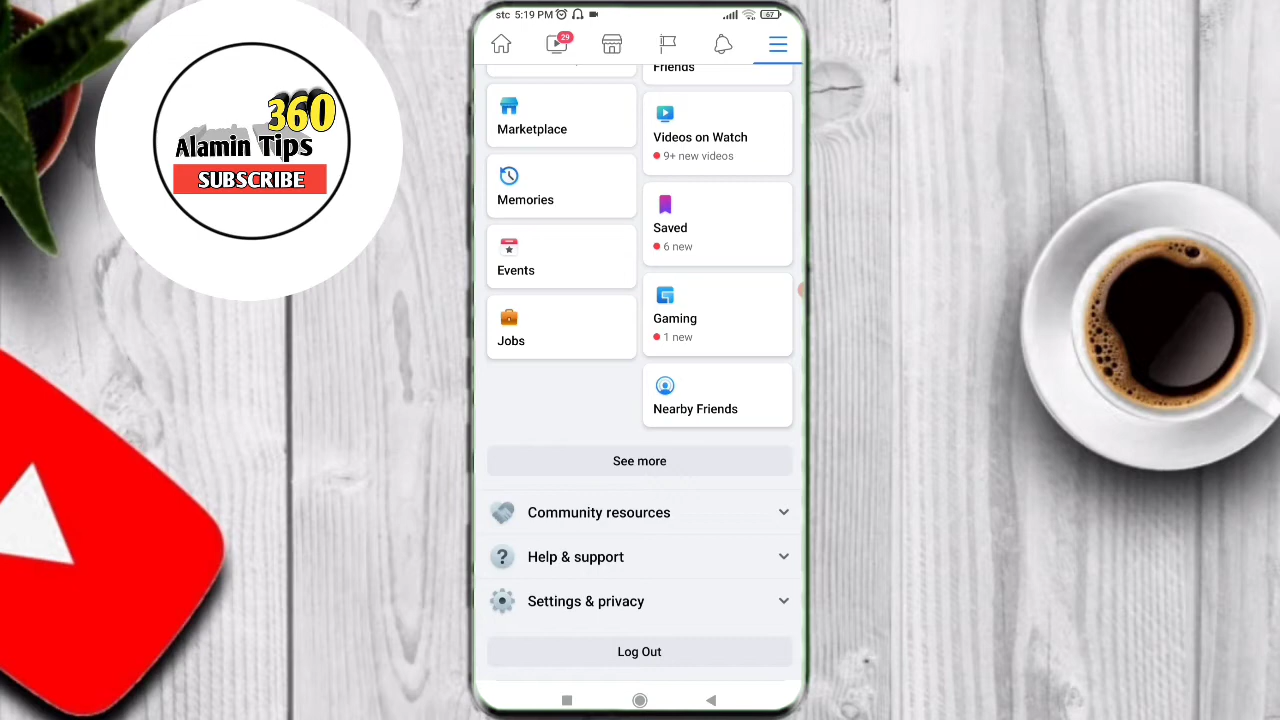 360
Alamin Tips
SUBSCRIBE
stc 5:19 PM
67
29
Friends
Marketplace
Videos on Watch
9+ new videos
Memories
Saved
6 new
Events
Gaming
1 new
Jobs
Nearby Friends
See more
Community resources
Help & support
Settings & privacy
Log Out